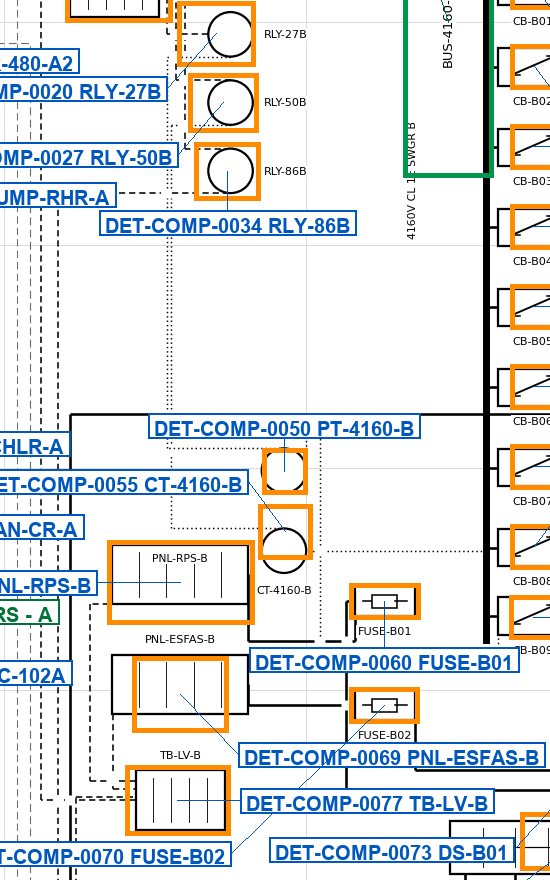 CB-B01
RLY-27B
BUS-4160-
-480-A2
MP-0020 RLY-27B
CB-B02
RLY-50B
OMP-0027 RLY-50B
RLY-86B
CB-B03
UMP-RHR-A
4160V CL 1E SWGR B
DET-COMP-0034 RLY-86B
CB-B04
CB-B05
CB-B06
DET-COMP-0050 PT-4160-B
CHLR-A
ET-COMP-0055 CT-4160-B
CB-B07
AN-CR-A
PNL-RPS-B
CB-B08
NL-RPS-B
CT-4160-B
RS - A
FUSE-B01
PNL-ESFAS-B
CB-B09
DET-COMP-0060 FUSE-B01
C-102A
FUSE-B02
TB-LV-B
DET-COMP-0069 PNL-ESFAS-B
DET-COMP-0077 TB-LV-B
T-COMP-0070 FUSE-B02
DET-COMP-0073 DS-B01